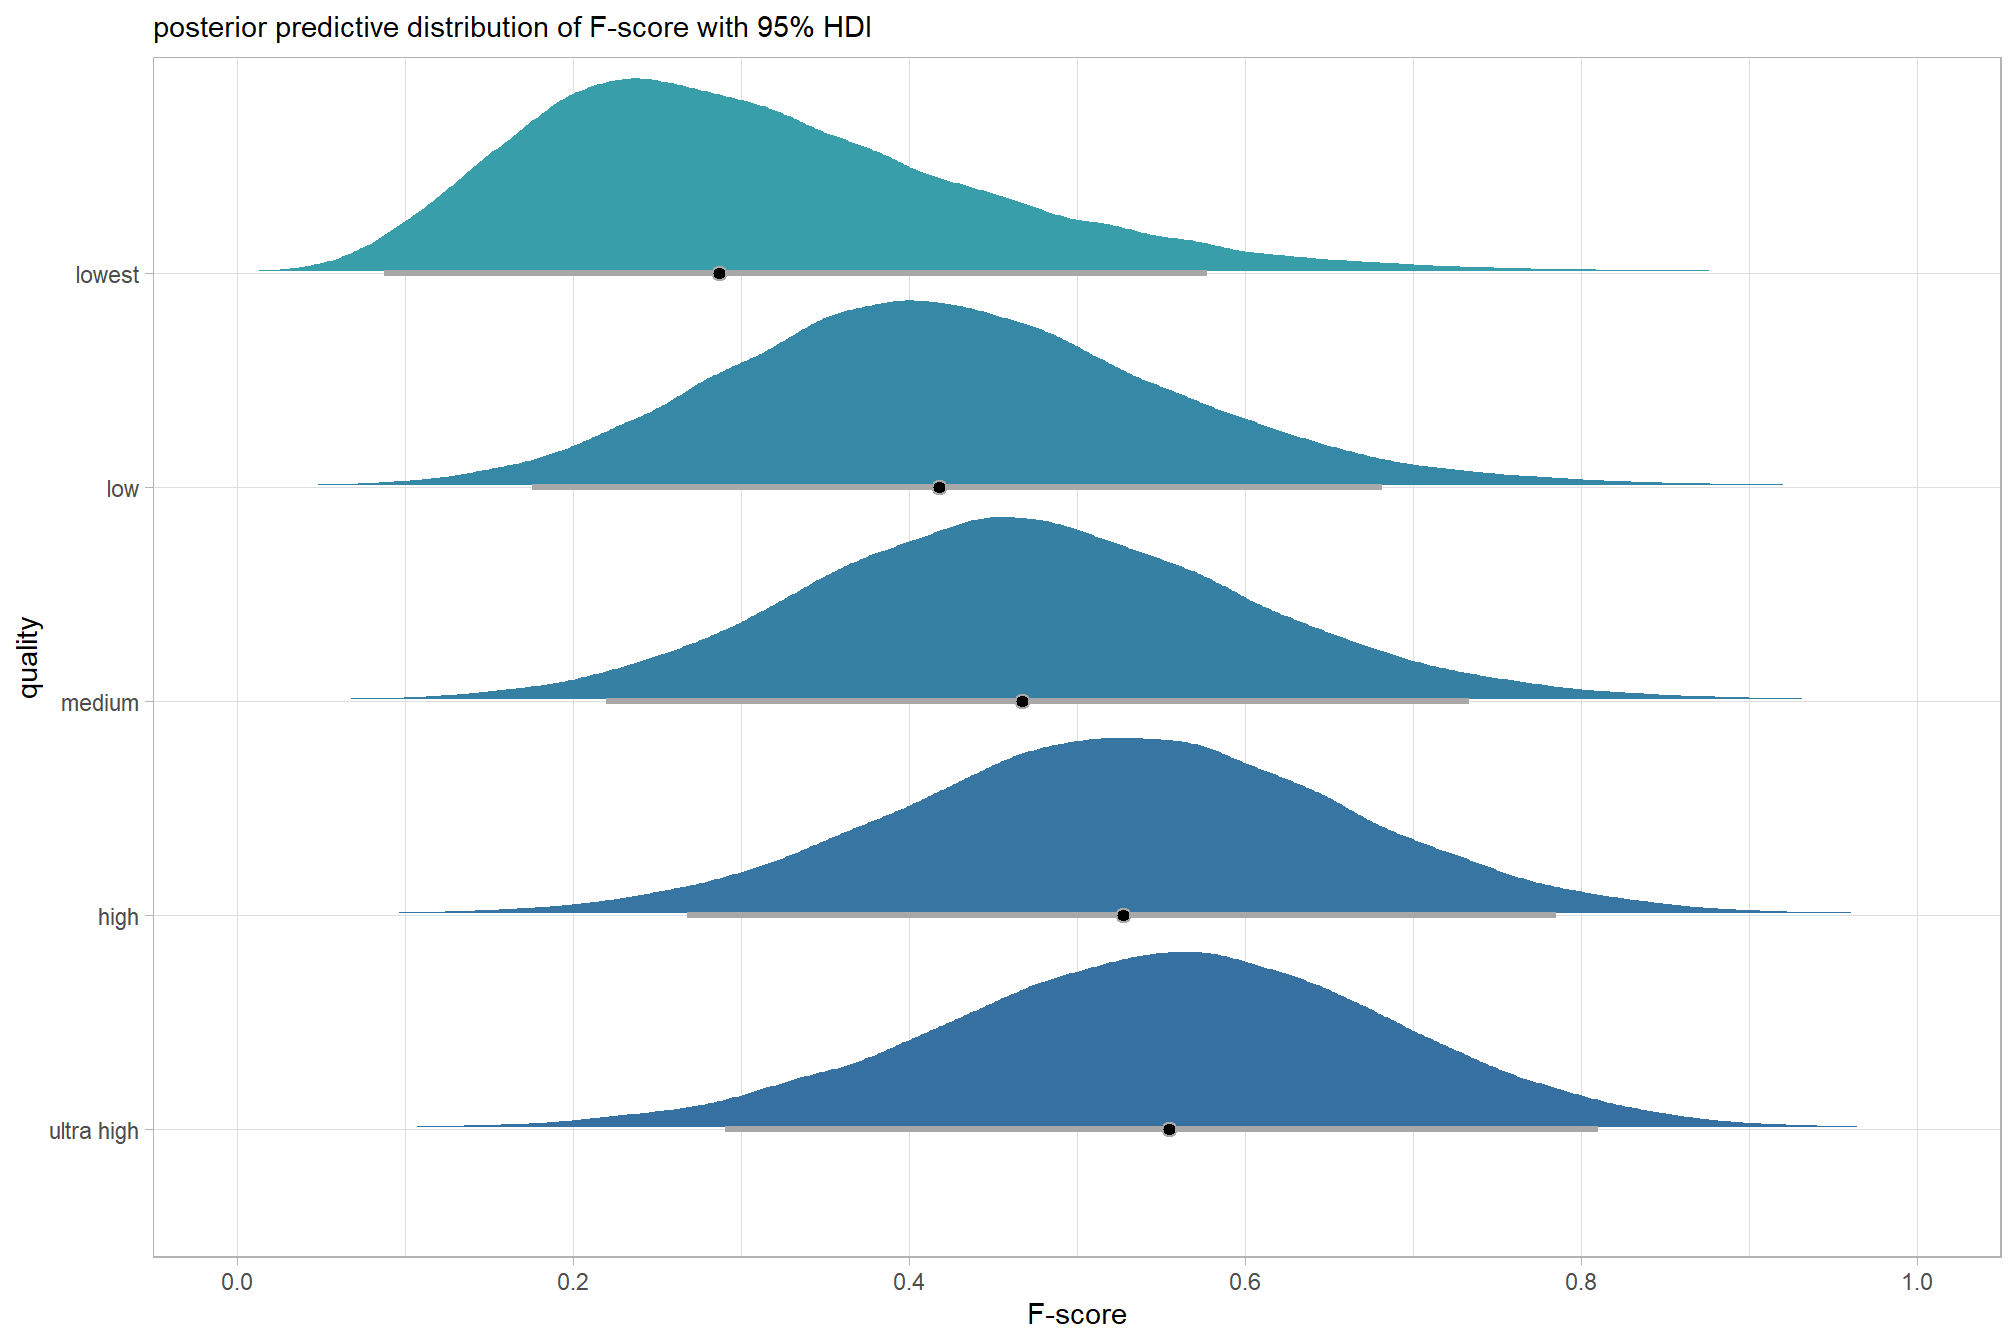 posterior predictive distribution of F-score with 95% HDI
lowest
low
medium
high
ultra high
quality
0.0 0.2 0.4 0.6 0.8 1.0
F-score